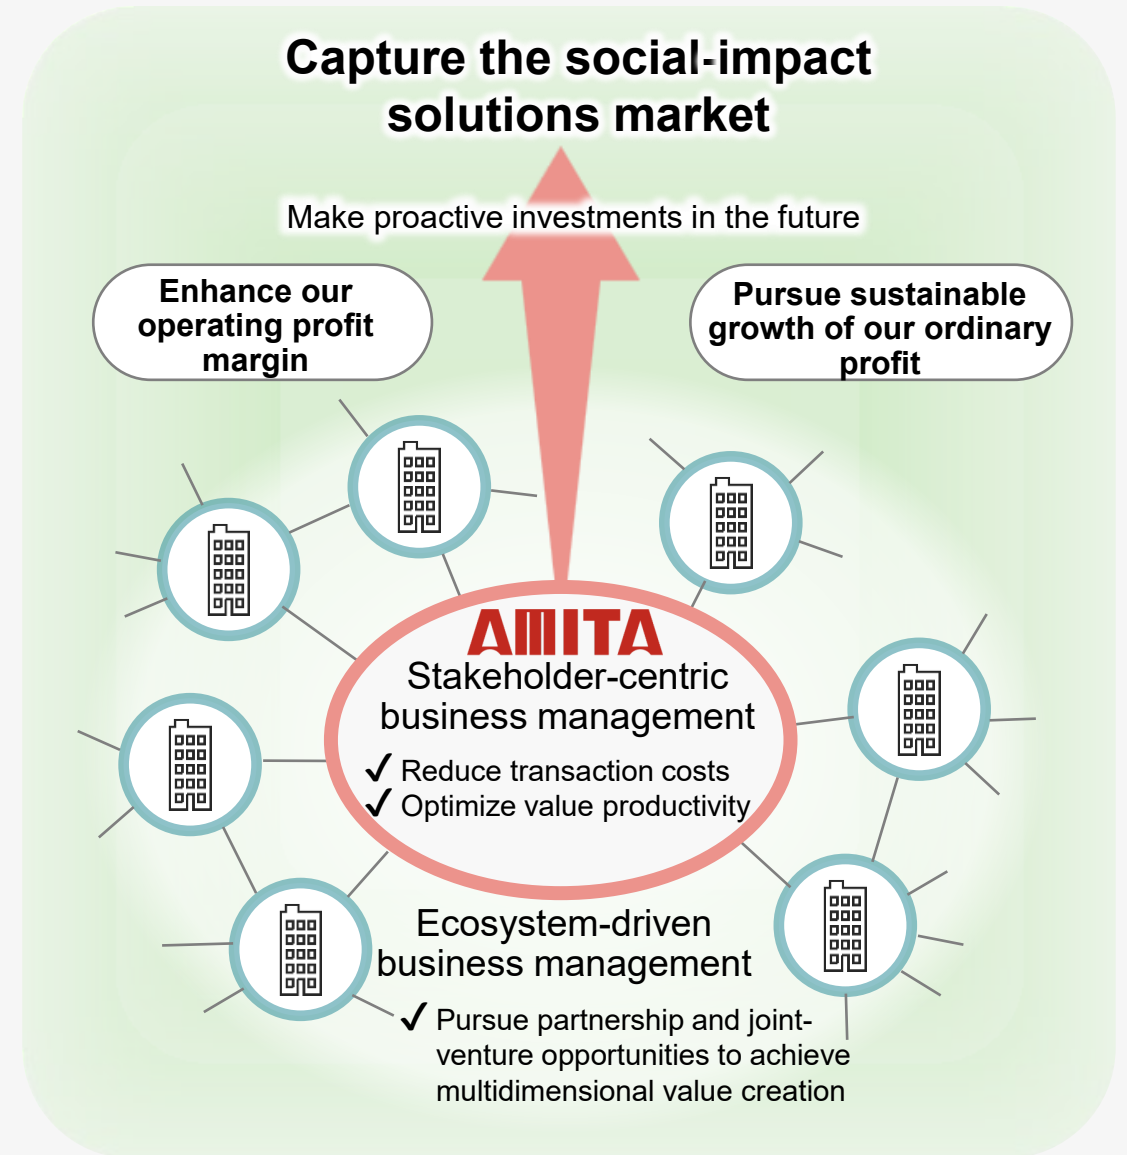 Capture the social-impact
solutions market
Make proactive investments in the future
Enhance our
operating profit
margin
Pursue sustainable
growth of our ordinary
profit
AMITA
Stakeholder-centric
business management
✓ Reduce transaction costs
✓ Optimize value productivity
Ecosystem-driven
business management
✓ Pursue partnership and joint-
venture opportunities to achieve
multidimensional value creation